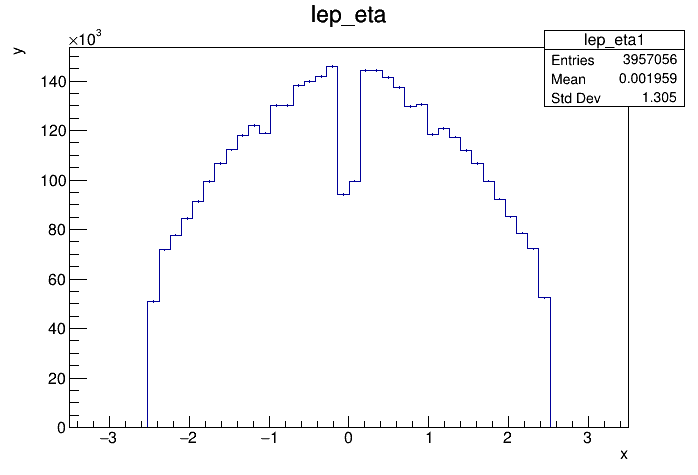 lep_eta
×10³
y
lep_eta1
Entries 3957056
Mean 0.001959
Std Dev 1.305
140
120
100
80
60
40
20
0
−3 −2 −1 0 1 2 3
x